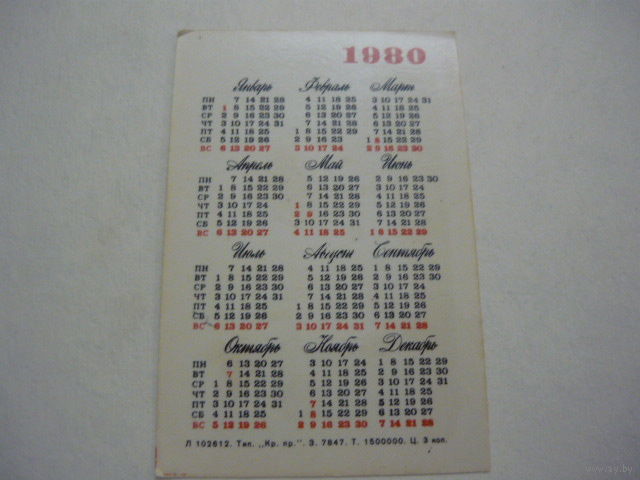 1980
Январь Февраль Март
ПН 7 14 21 28 4 11 18 25 3 10 17 24 31
ВТ 1 8 15 22 29 5 12 19 26 4 11 18 25
СР 2 9 16 23 30 6 13 20 27 5 12 19 26
ЧТ 3 10 17 24 31 7 14 21 28 6 13 20 27
ПТ 4 11 18 25 1 8 15 22 29 7 14 21 28
СБ 5 12 19 26 2 9 16 23 1 8 15 22 29
ВС 6 13 20 27 3 10 17 24 2 9 16 23 30
Апрель Май Июнь
ПН 7 14 21 28 5 12 19 26 2 9 16 23 30
ВТ 1 8 15 22 29 6 13 20 27 3 10 17 24
СР 2 9 16 23 30 7 14 21 28 4 11 18 25
ЧТ 3 10 17 24 1 8 15 22 29 5 12 19 26
ПТ 4 11 18 25 2 9 16 23 30 6 13 20 27
СБ 5 12 19 26 3 10 17 24 31 7 14 21 28
ВС 6 13 20 27 4 11 18 25 1 8 15 22 29
Июль Август Сентябрь
ПН 7 14 21 28 4 11 18 25 1 8 15 22 29
ВТ 1 8 15 22 29 5 12 19 26 2 9 16 23 30
СР 2 9 16 23 30 6 13 20 27 3 10 17 24
ЧТ 3 10 17 24 31 7 14 21 28 4 11 18 25
ПТ 4 11 18 25 1 8 15 22 29 5 12 19 26
СБ 5 12 19 26 2 9 16 23 30 6 13 20 27
ВС 6 13 20 27 3 10 17 24 31 7 14 21 28
Октябрь Ноябрь Декабрь
ПН 6 13 20 27 3 10 17 24 1 8 15 22 29
ВТ 7 14 21 28 4 11 18 25 2 9 16 23 30
СР 1 8 15 22 29 5 12 19 26 3 10 17 24 31
ЧТ 2 9 16 23 30 6 13 20 27 4 11 18 25
ПТ 3 10 17 24 31 7 14 21 28 5 12 19 26
СБ 4 11 18 25 1 8 15 22 29 6 13 20 27
ВС 5 12 19 26 2 9 16 23 30 7 14 21 28
Л 102612. Тип. „Кр. пр.". З. 7847. Т. 1500000. Ц. 3 коп.
www.ay.by